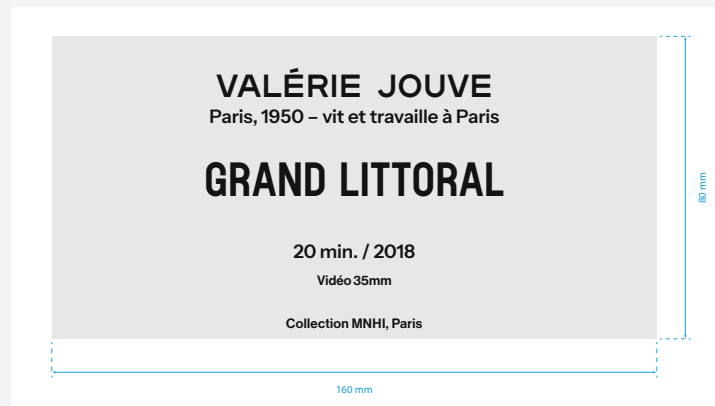 VALÉRIE JOUVE
Paris, 1950 – vit et travaille à Paris
GRAND LITTORAL
20 min. / 2018
Vidéo 35mm
Collection MNHI, Paris
80 mm
160 mm